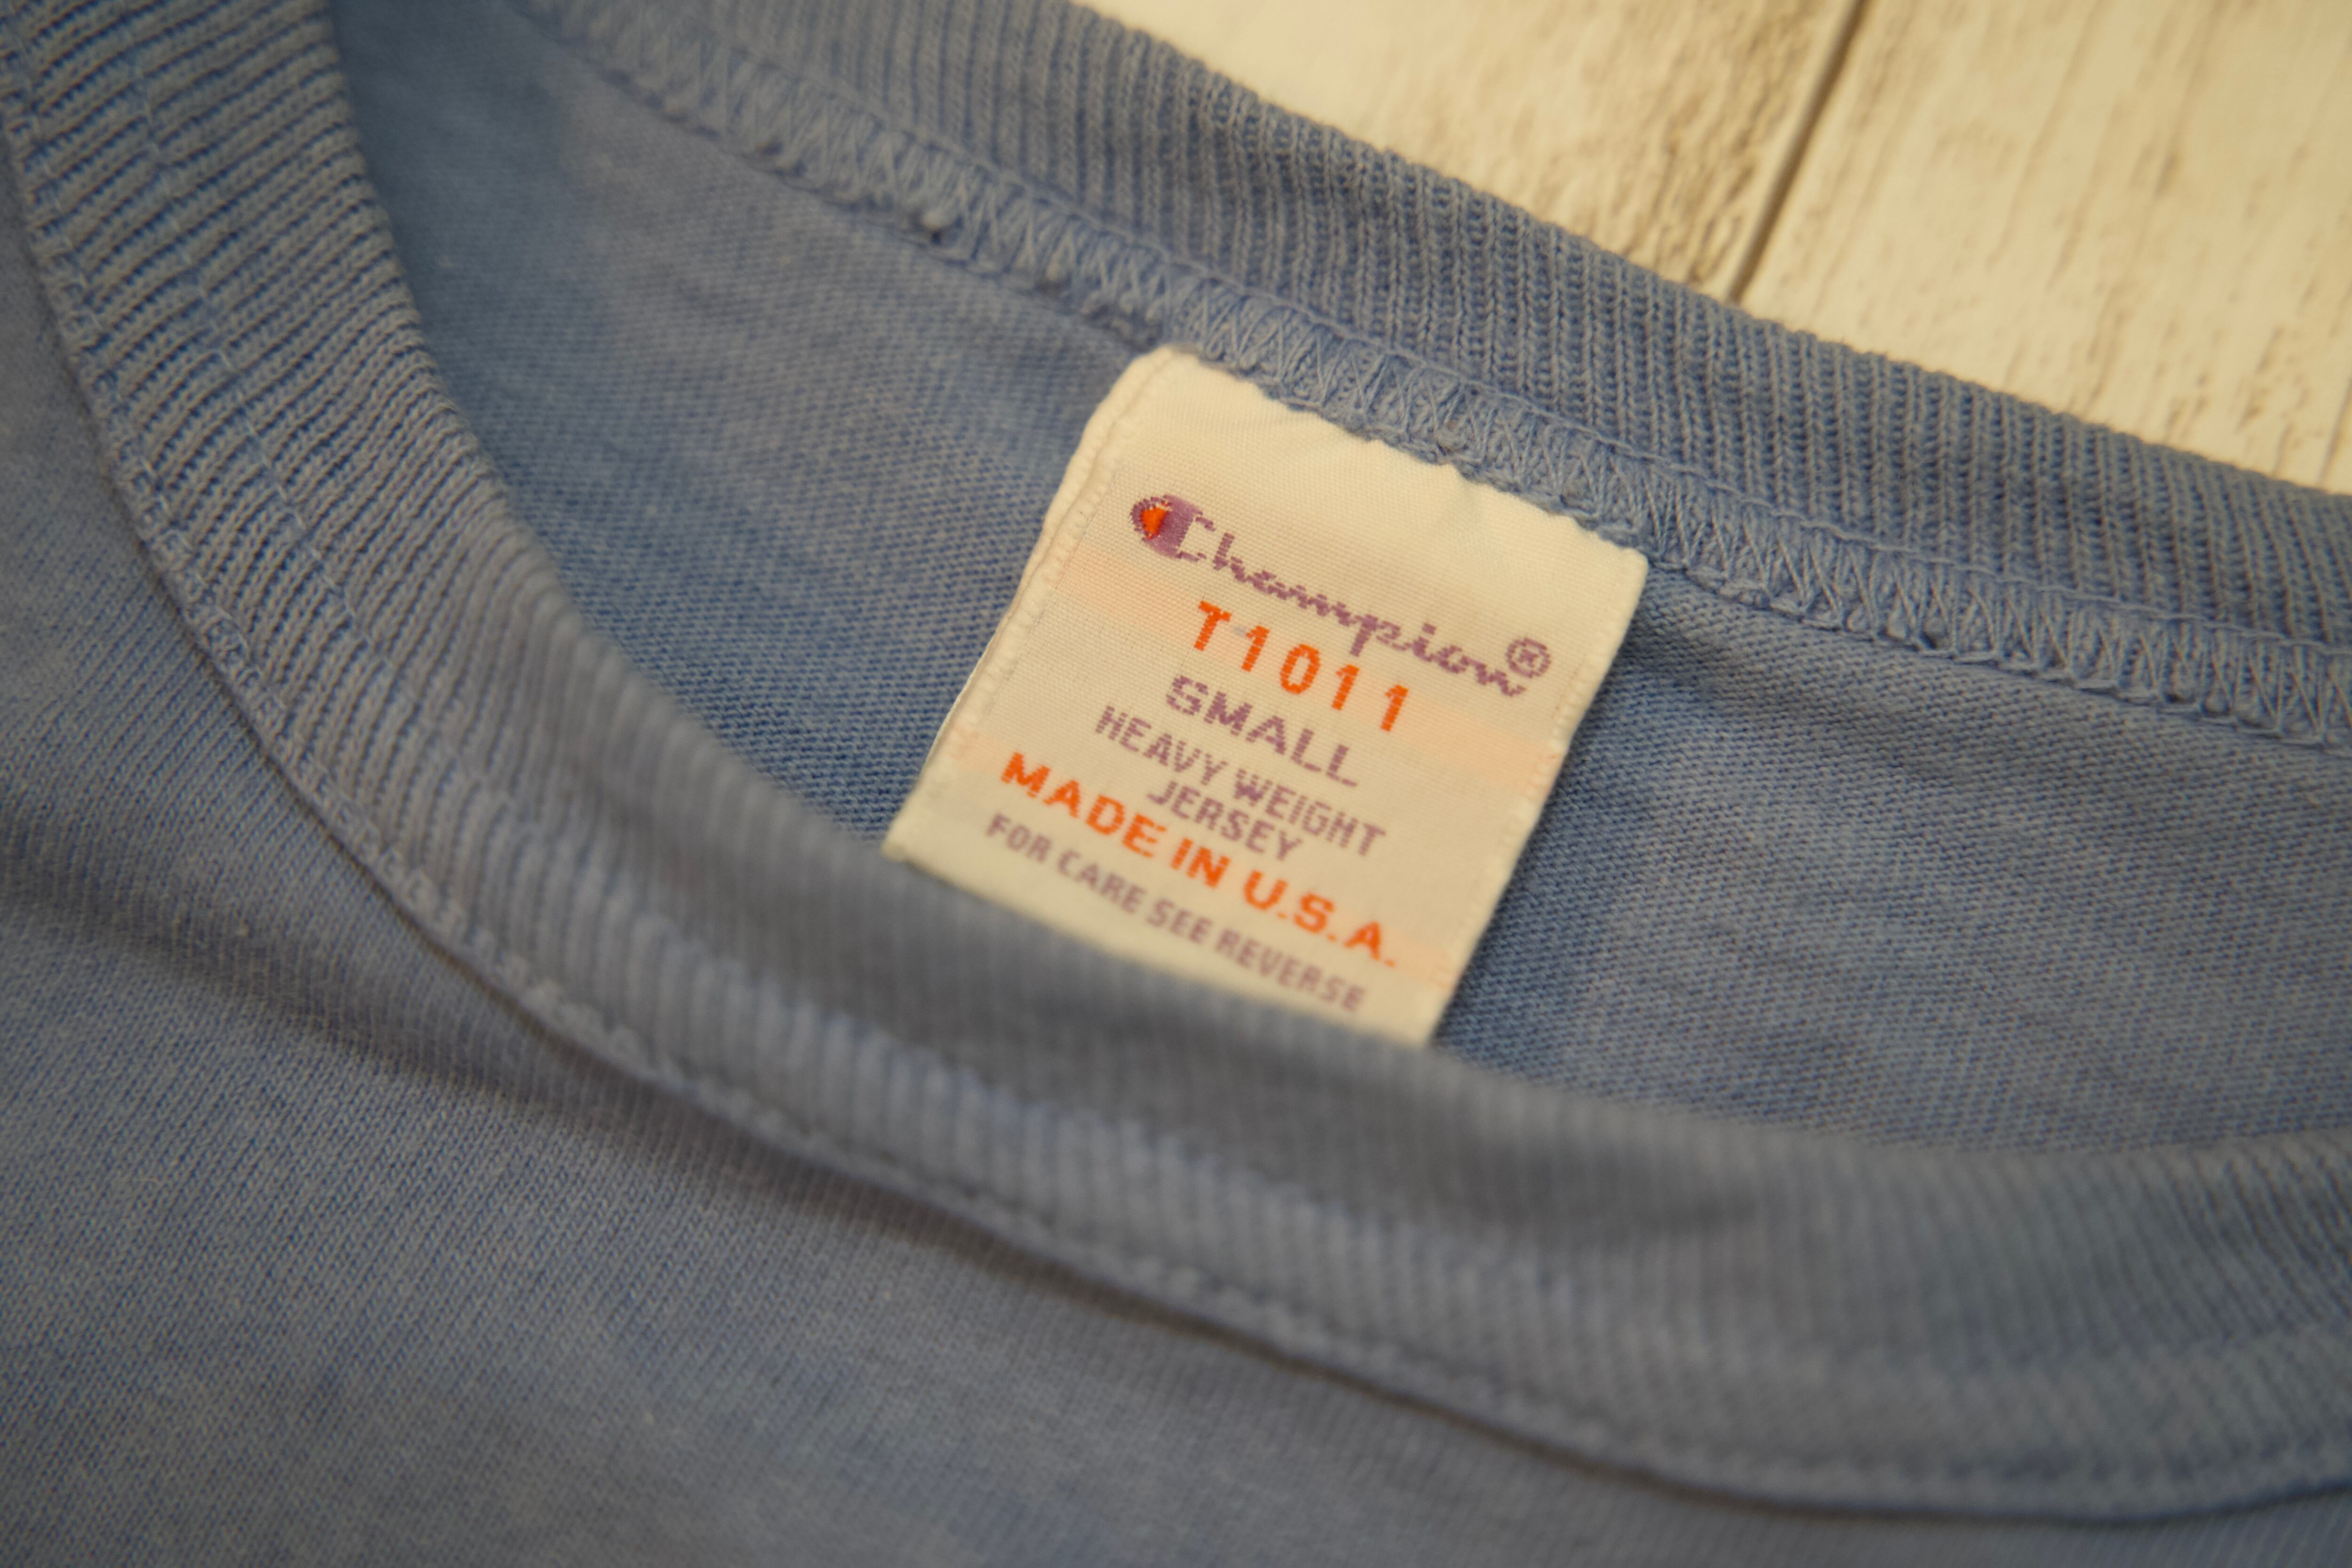 Champion®
T1011
SMALL
HEAVY WEIGHT
JERSEY
MADE IN U.S.A.
FOR CARE SEE REVERSE